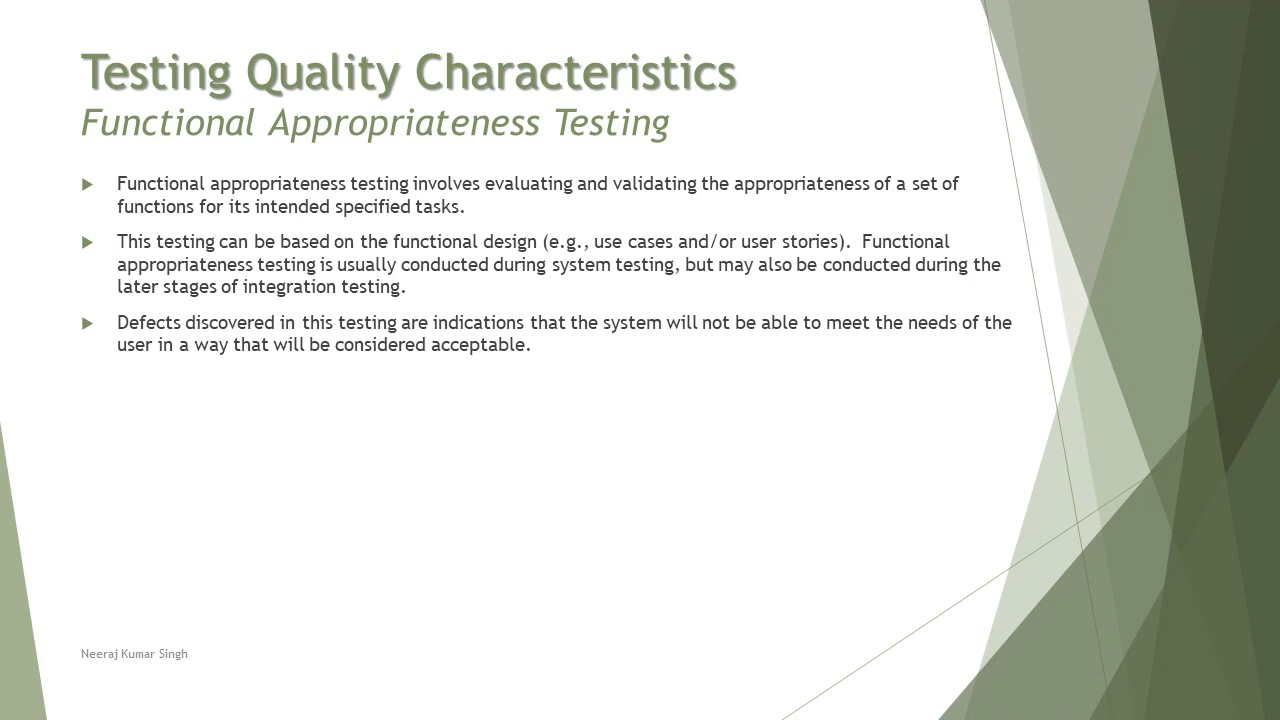 Testing Quality Characteristics
Functional Appropriateness Testing
Functional appropriateness testing involves evaluating and validating the appropriateness of a set of
functions for its intended specified tasks.
This testing can be based on the functional design (e.g., use cases and/or user stories).  Functional
appropriateness testing is usually conducted during system testing, but may also be conducted during the
later stages of integration testing.
Defects discovered in this testing are indications that the system will not be able to meet the needs of the
user in a way that will be considered acceptable.
Neeraj Kumar Singh